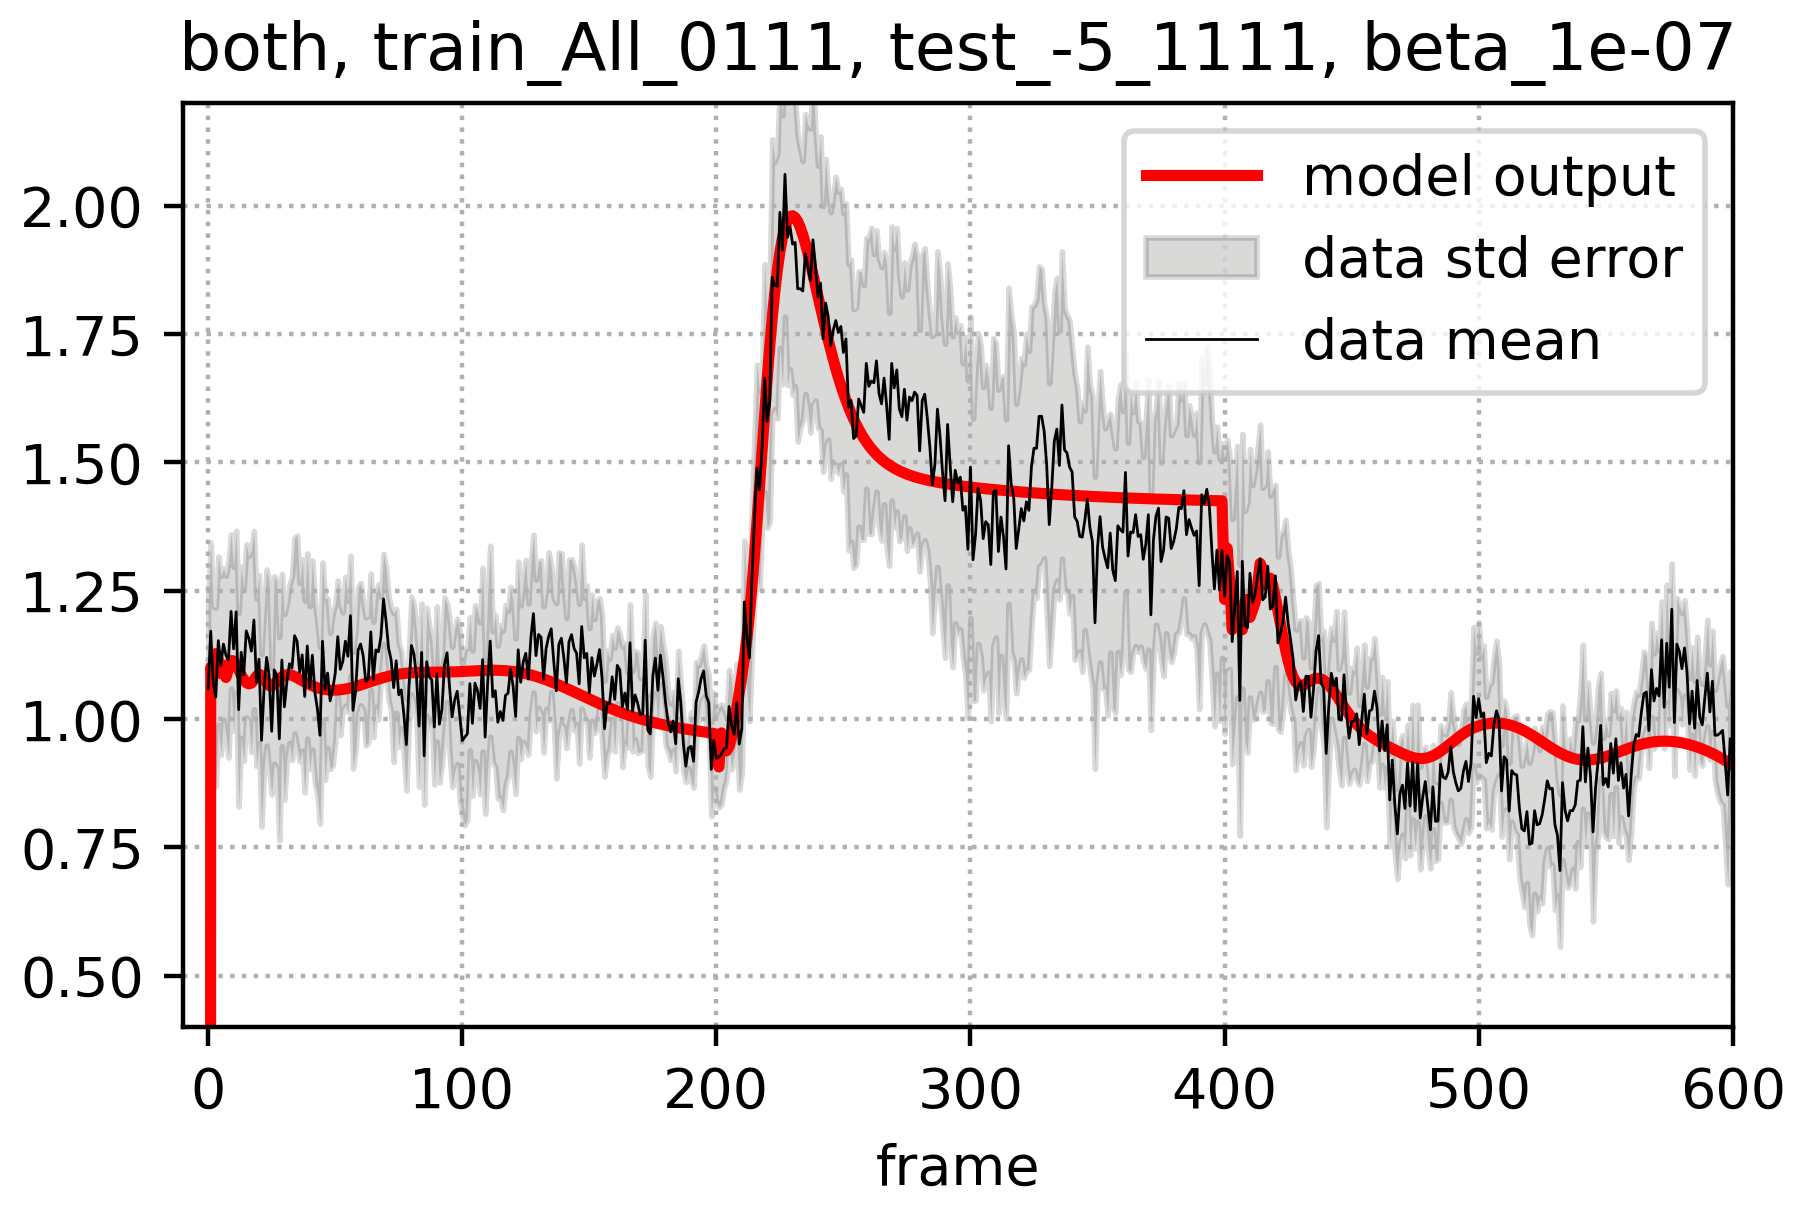 both, train_All_0111, test_-5_1111, beta_1e-07
model output
data std error
data mean
2.00
1.75
1.50
1.25
1.00
0.75
0.50
0 100 200 300 400 500 600
frame